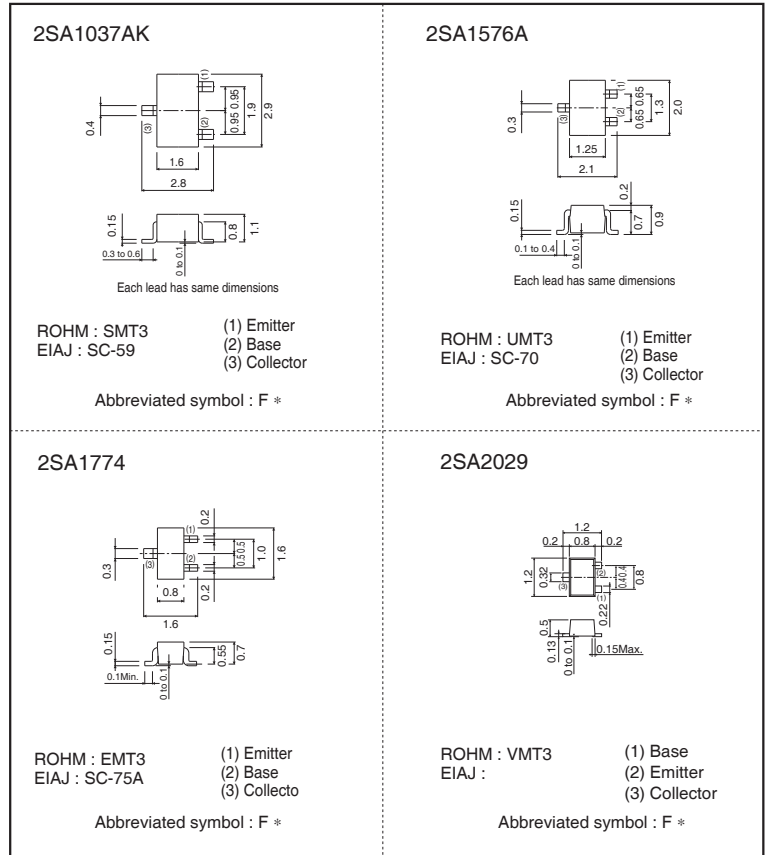 2SA1037AK
(1)
0.95 0.95
1.9
2.9
0.4
(3)
(2)
1.6
2.8
0.15
0.8
1.1
0.3 to 0.6
0 to 0.1
Each lead has same dimensions
ROHM : SMT3
EIAJ : SC-59
(1) Emitter
(2) Base
(3) Collector
Abbreviated symbol : F *
2SA1576A
(1)
0.65 0.65
1.3
2.0
0.3
(3)
(2)
1.25
2.1
0.2
0.15
0.7
0.9
0.1 to 0.4
0 to 0.1
Each lead has same dimensions
ROHM : UMT3
EIAJ : SC-70
(1) Emitter
(2) Base
(3) Collector
Abbreviated symbol : F *
2SA1774
0.2
(1)
0.5 0.5
1.0
1.6
0.3
(3)
(2)
0.8
0.2
1.6
0.15
0.55
0.7
0.1Min.
0 to 0.1
ROHM : EMT3
EIAJ : SC-75A
(1) Emitter
(2) Base
(3) Collecto
Abbreviated symbol : F *
2SA2029
1.2
0.2 0.8 0.2
1.2
0.32
(3)
(2)
(1)
0.4 0.4
0.8
0.22
0.5
0.13
0 to 0.1
0.15Max.
ROHM : VMT3
EIAJ :
(1) Base
(2) Emitter
(3) Collector
Abbreviated symbol : F *